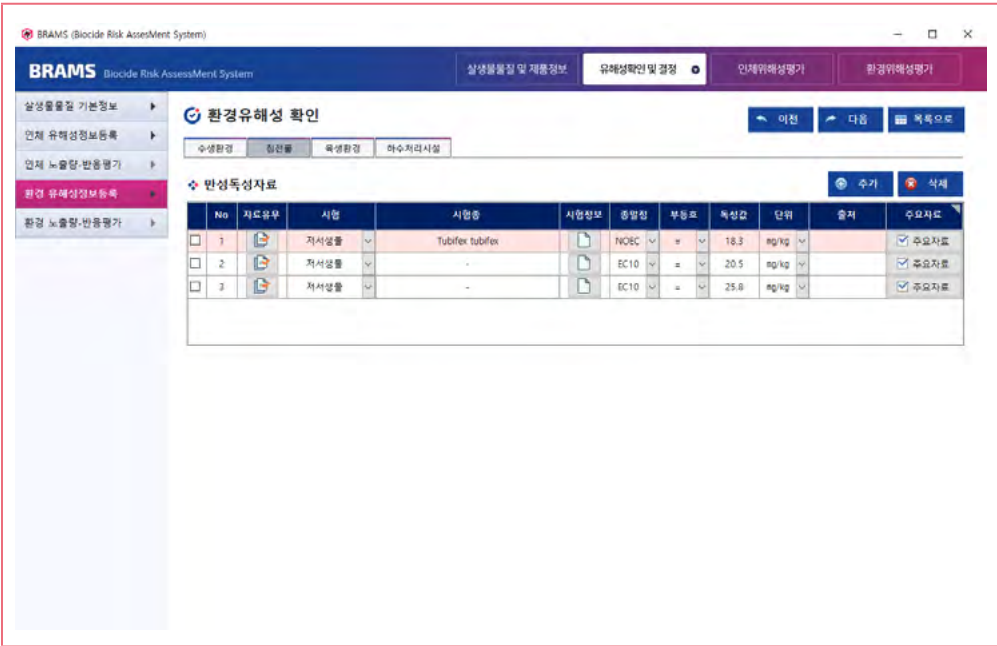 BRAMS (Biocide Risk AssesMent System)
BRAMS Biocide Risk AssessMent System
살생물물질 및 제품정보
유해성확인 및 결정
인체위해성평가
환경위해성평가
살생물물질 기본정보
인체 유해성정보등록
인체 노출량-반응평가
환경 유해성정보등록
환경 노출량-반응평가
환경유해성 확인
이전
다음
목록으로
수생환경 침전물 육생환경 하수처리시설
만성독성자료
추가
삭제
No 자료유무 시험 시험종 시험정보 종말점 부등호 독성값 단위 출처 주요자료
1 저서생물 Tubifex tubifex NOEC = 18.3 mg/kg 주요자료
2 저서생물 - EC10 = 20.5 mg/kg 주요자료
3 저서생물 - EC10 = 25.8 mg/kg 주요자료